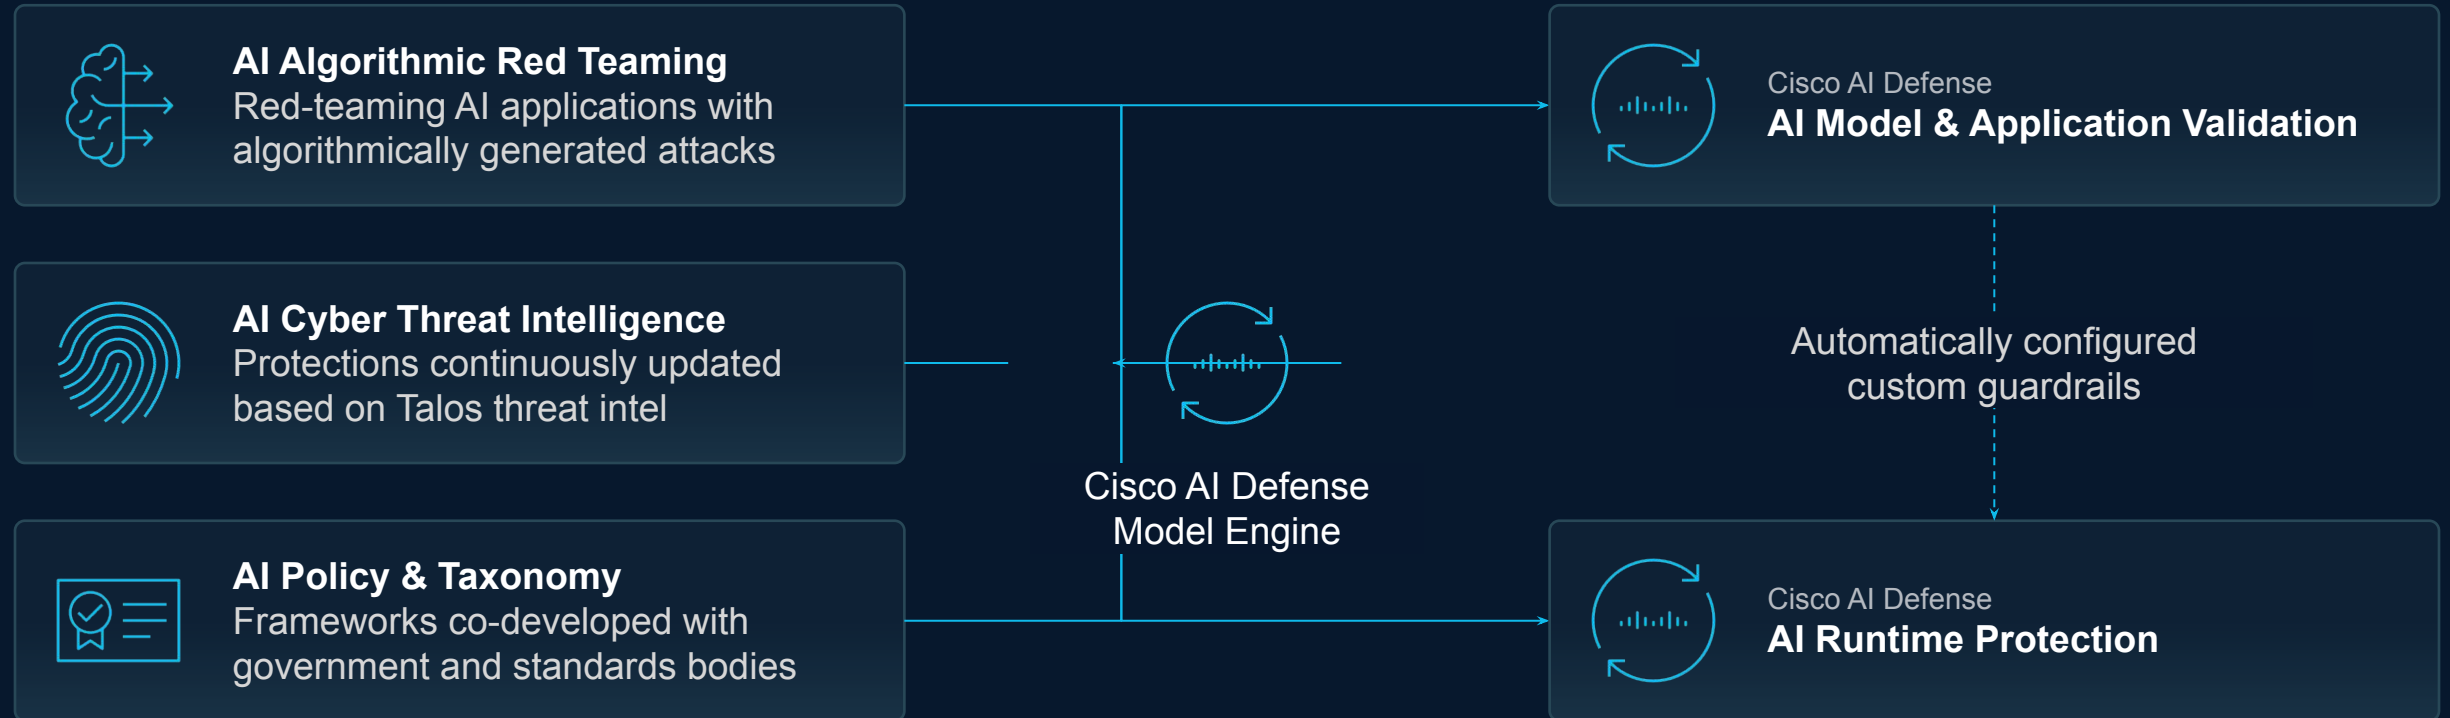 AI Algorithmic Red Teaming
Red-teaming AI applications with
algorithmically generated attacks
AI Cyber Threat Intelligence
Protections continuously updated
based on Talos threat intel
AI Policy & Taxonomy
Frameworks co-developed with
government and standards bodies
Cisco AI Defense
Model Engine
Cisco AI Defense
AI Model & Application Validation
Automatically configured
custom guardrails
Cisco AI Defense
AI Runtime Protection